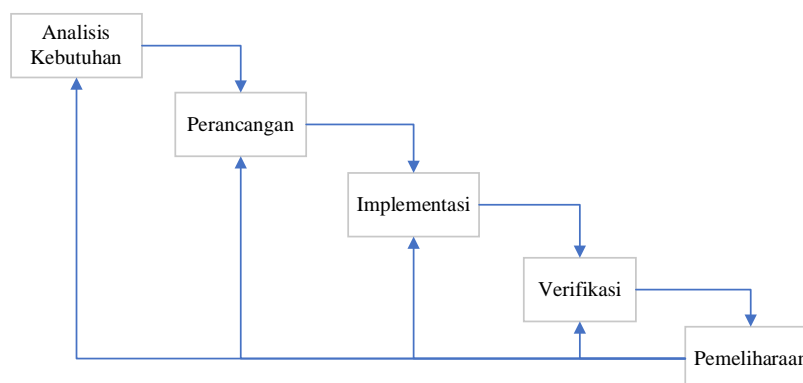 Analisis
Kebutuhan
Perancangan
Implementasi
Verifikasi
Pemeliharaan